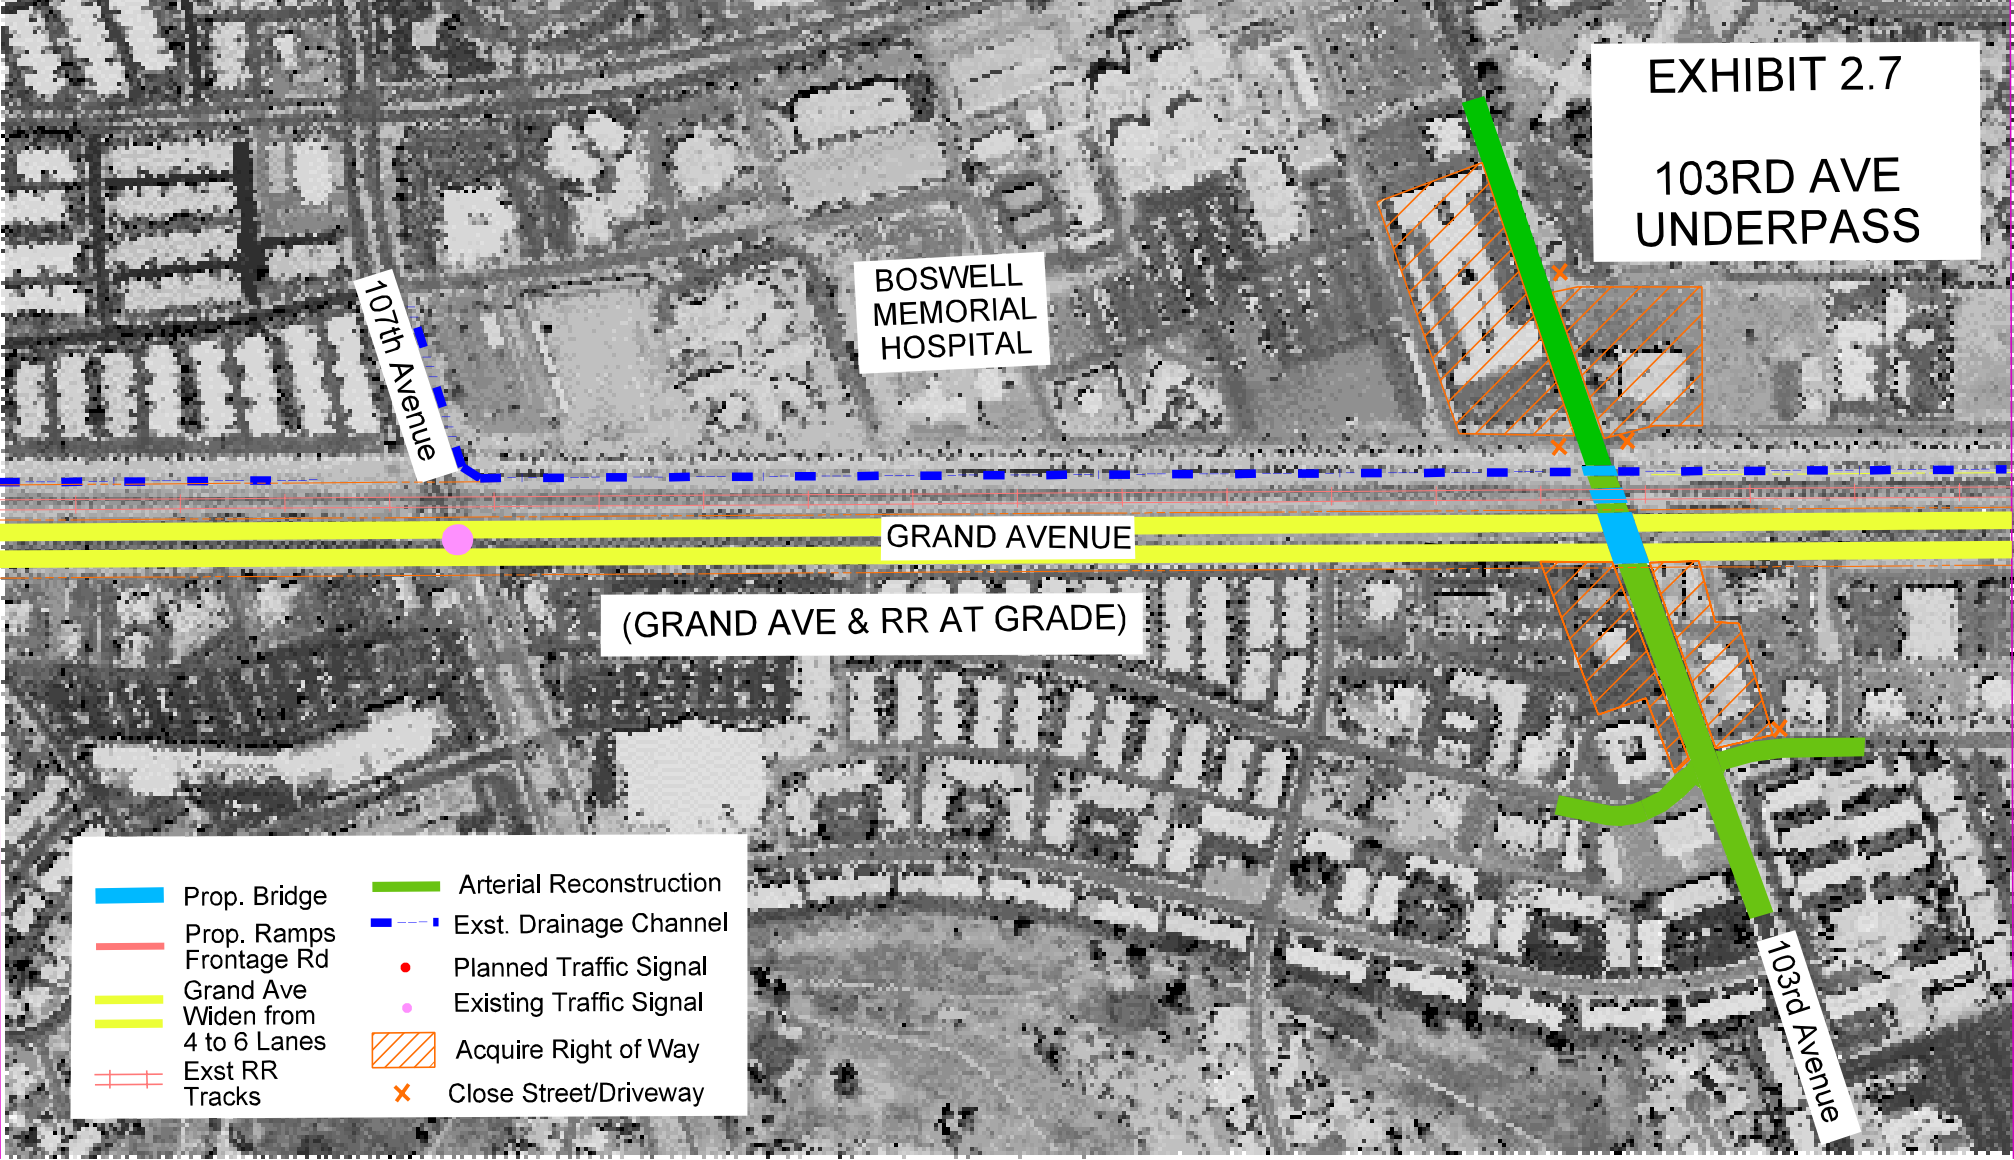 EXHIBIT 2.7
103RD AVE
UNDERPASS
BOSWELL
MEMORIAL
HOSPITAL
107th Avenue
GRAND AVENUE
(GRAND AVE & RR AT GRADE)
Prop. Bridge
Prop. Ramps
Frontage Rd
Grand Ave
Widen from
4 to 6 Lanes
Exst RR
Tracks
Arterial Reconstruction
Exst. Drainage Channel
Planned Traffic Signal
Existing Traffic Signal
Acquire Right of Way
Close Street/Driveway
103rd Avenue